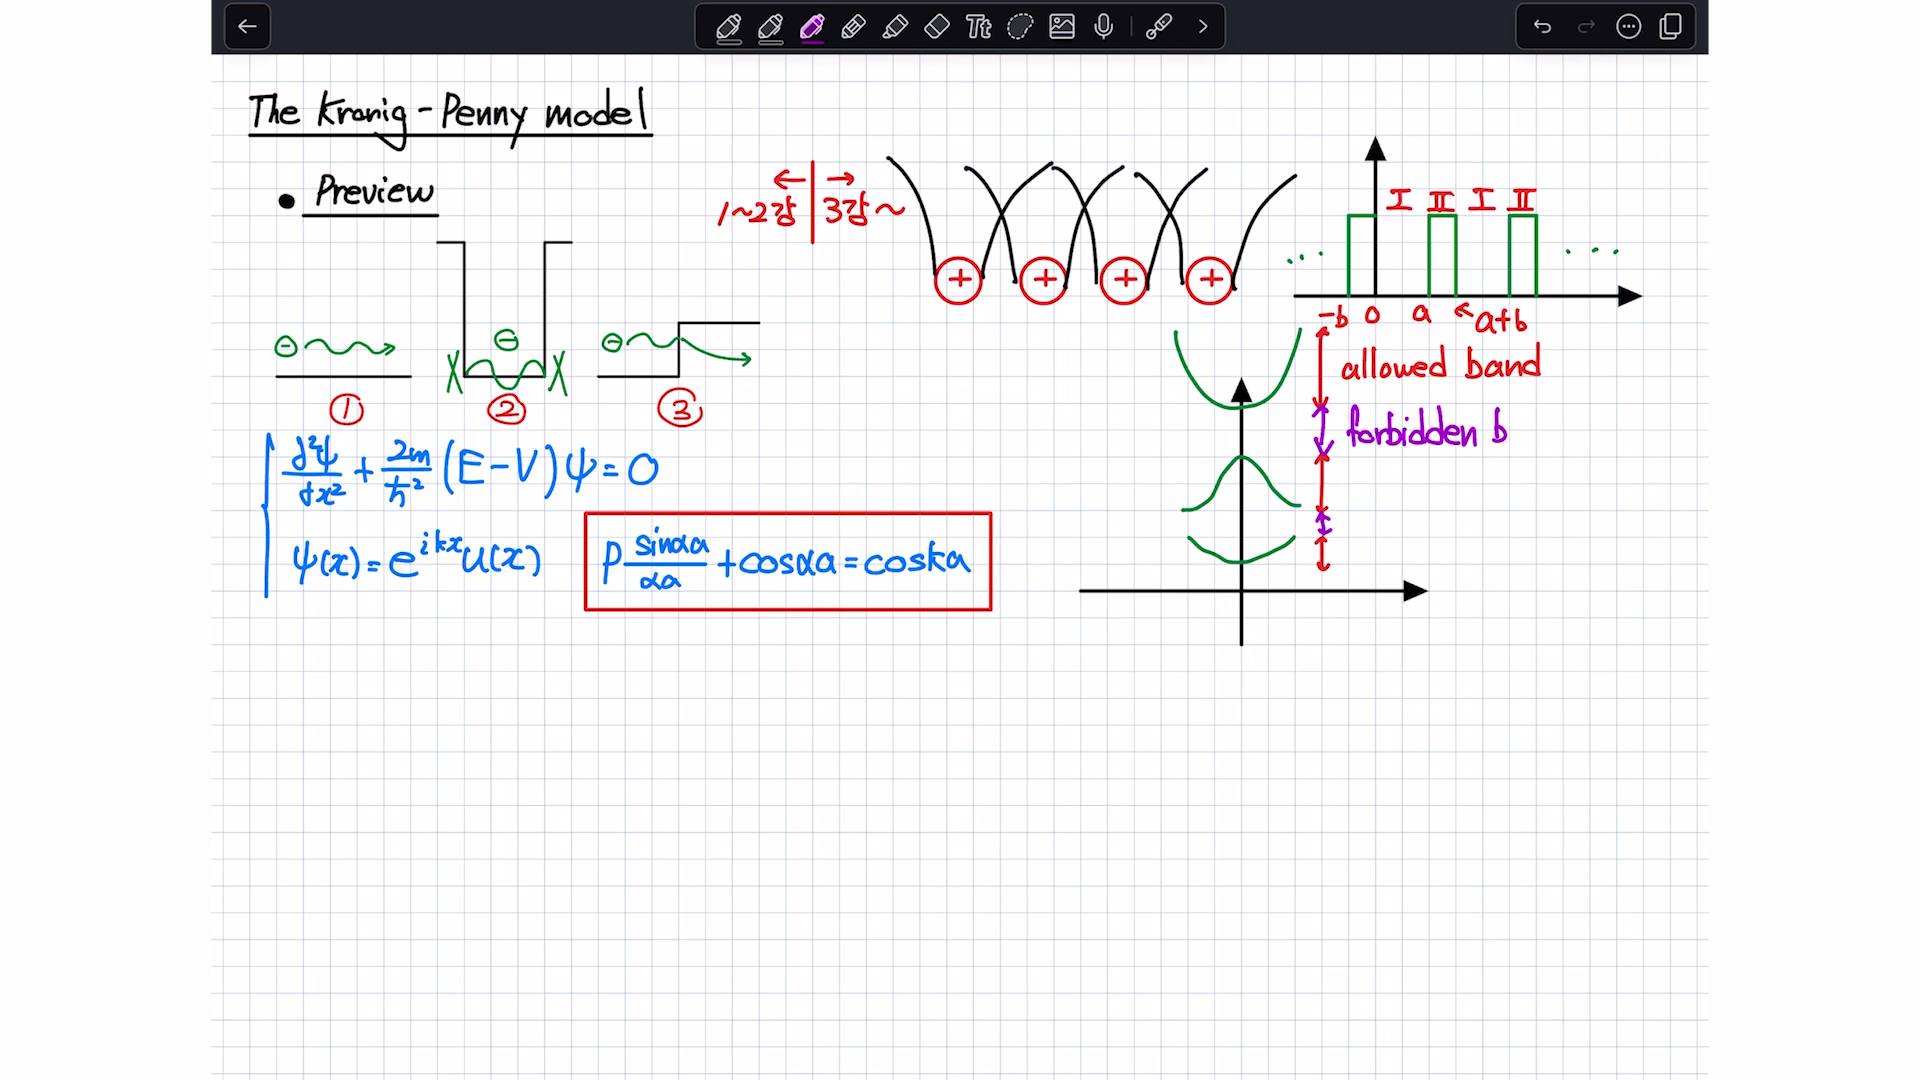 The Kronig-Penny model
• Preview
① ② ③
1~2강 | 3강~
+ + + +
I II I II
-b 0 a a+b
allowed band
forbidden b
d²ψ/dx² + 2m/ħ² (E-V)ψ = 0
ψ(x) = e^{ikx} u(x)
P sinαa/αa + cosαa = coska